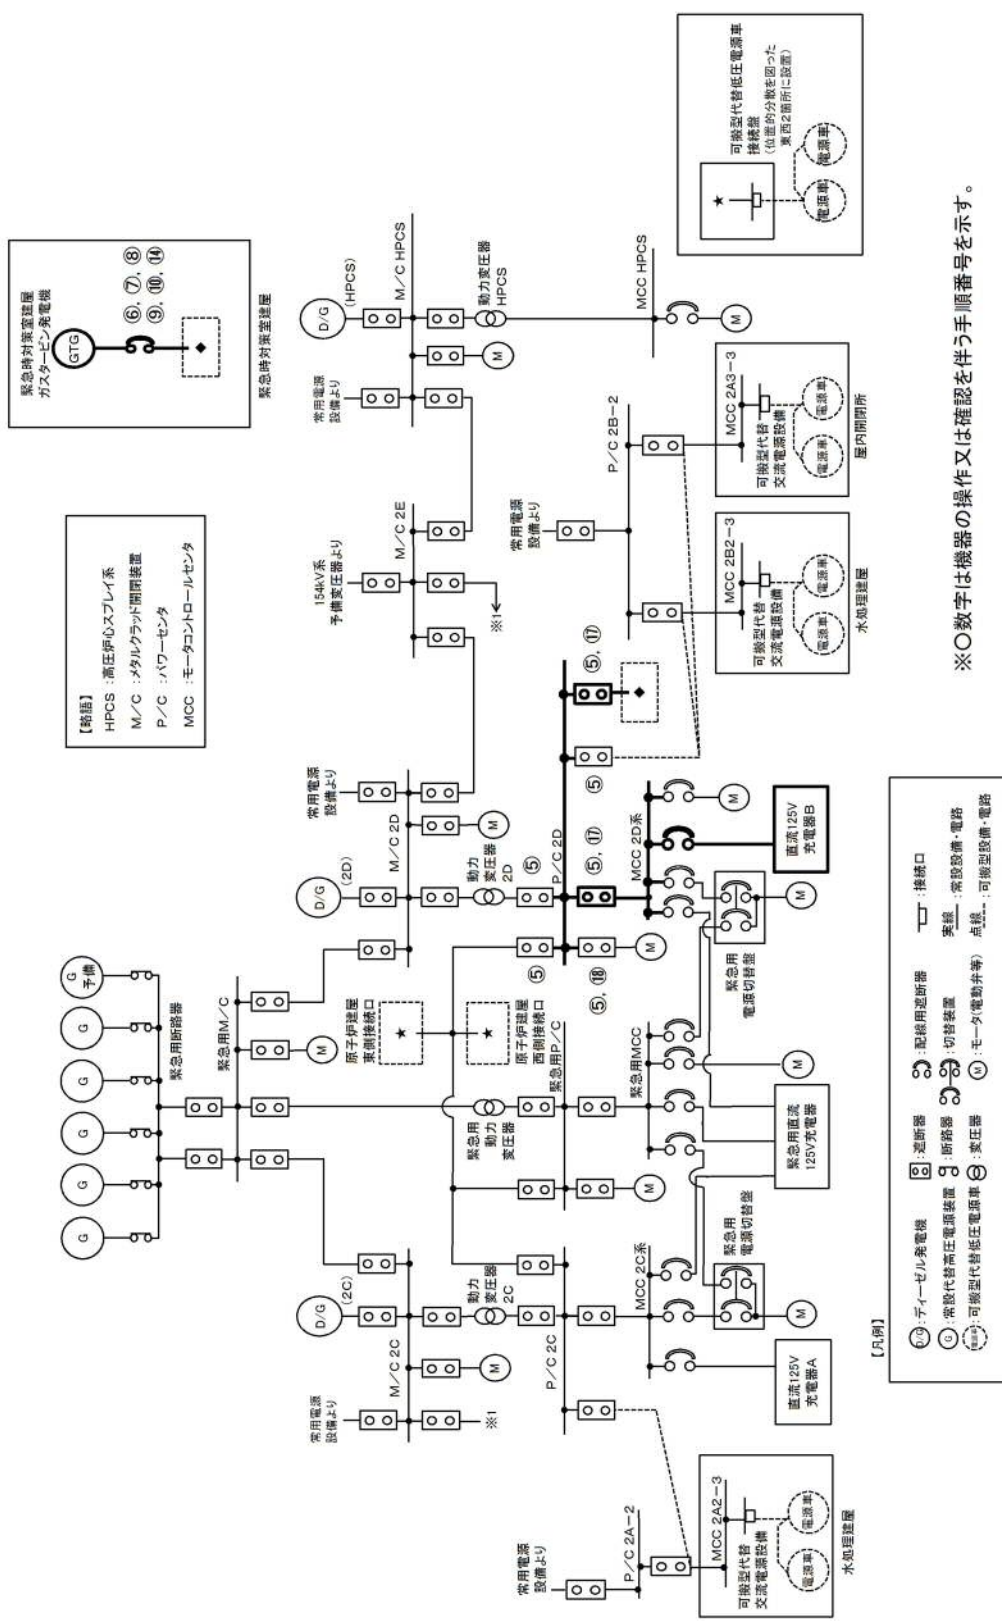 緊急時対策室建屋
ガスタービン発電機
GTG
⑥, ⑦, ⑧
⑨, ⑩, ⑭
緊急時対策室建屋
【略語】
HPCS :高圧炉心スプレイ系
M/C :メタルクラッド開閉装置
P/C :パワーセンタ
MCC :モータコントロールセンタ
G
G
G
G
G
G
予備
緊急用断路器
緊急用M/C
M
常用電源
設備より
D/G
(2C)
M/C 2C
※1
M
動力
変圧器
2C
D/G
(2D)
常用電源
設備より
M/C 2D
M
動力
変圧器
2D
154kV系
予備変圧器より
M/C 2E
※1
常用電源
設備より
D/G
(HPCS)
M/C HPCS
M
動力変圧器
HPCS
MCC HPCS
M
原子炉建屋
東側接続口
★
原子炉建屋
西側接続口
★
緊急用
動力
変圧器
緊急用P/C
M
⑤
⑤
P/C 2D
⑤, ⑱
M
⑤, ⑰
⑤
⑤, ⑰
◆
常用電源
設備より
P/C 2A-2
MCC 2A2-3
可搬型代替
交流電源設備
電源車
電源車
水処理建屋
P/C 2C
MCC 2C系
直流125V
充電器A
緊急用
電源切替盤
M
緊急用MCC
M
緊急用直流
125V充電器
緊急用
電源切替盤
M
MCC 2D系
M
直流125V
充電器B
常用電源
設備より
P/C 2B-2
MCC 2B2-3
可搬型代替
交流電源設備
電源車
電源車
水処理建屋
MCC 2A3-3
可搬型代替
交流電源設備
電源車
電源車
屋内開閉所
★
可搬型代替低圧電源車
接続盤
(位置的分散を図った
東西2箇所に設置)
電源車
電源車
【凡例】
D/G :ディーゼル発電機
G :常設代替高圧電源装置
電源車 :可搬型代替低圧電源車
:遮断器
:断路器
:変圧器
:配線用遮断器
:切替装置
M :モータ(電動弁等)
:接続口
実線 :常設設備・電路
点線 :可搬型設備・電路
※○数字は機器の操作又は確認を伴う手順番号を示す。